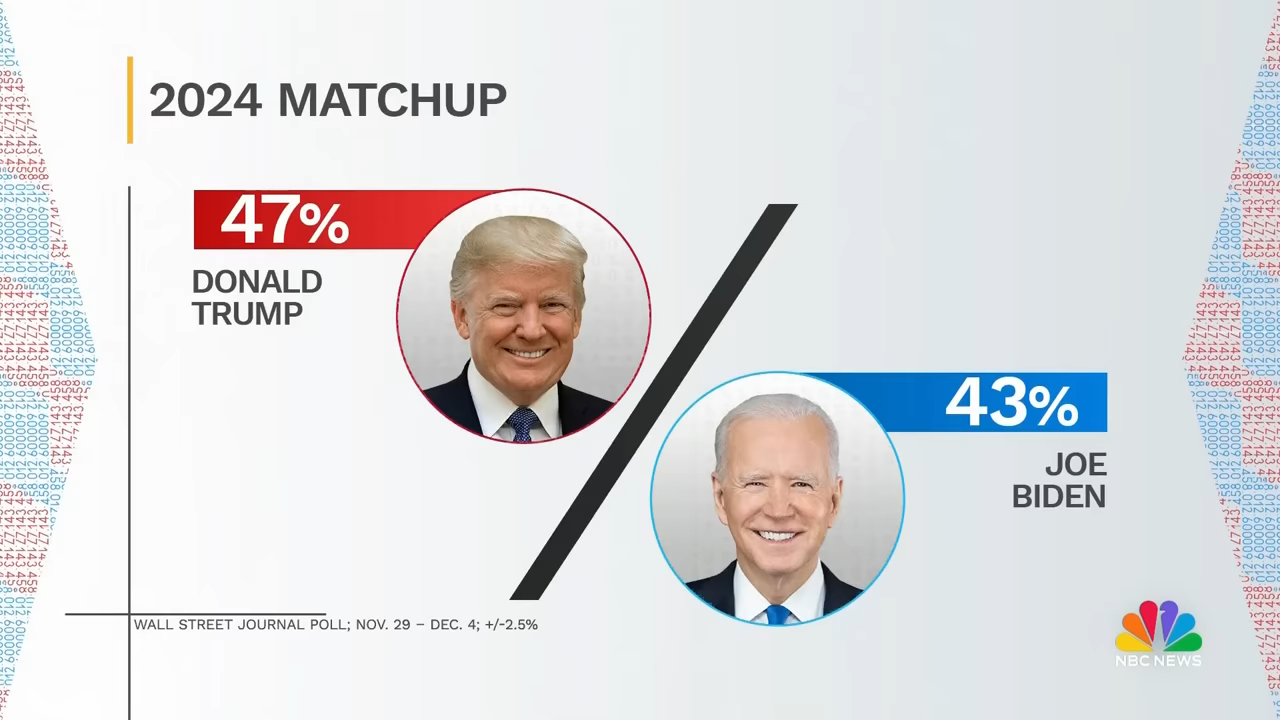 2024 MATCHUP
47%
DONALD
TRUMP
43%
JOE
BIDEN
WALL STREET JOURNAL POLL; NOV. 29 – DEC. 4; +/-2.5%
NBC NEWS